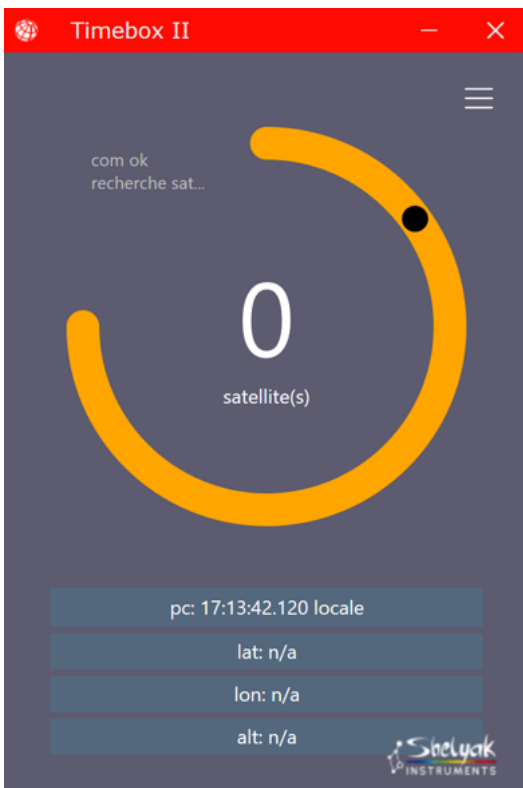 Timebox II
com ok
recherche sat...
0
satellite(s)
pc: 17:13:42.120 locale
lat: n/a
lon: n/a
alt: n/a
Shelyak
INSTRUMENTS